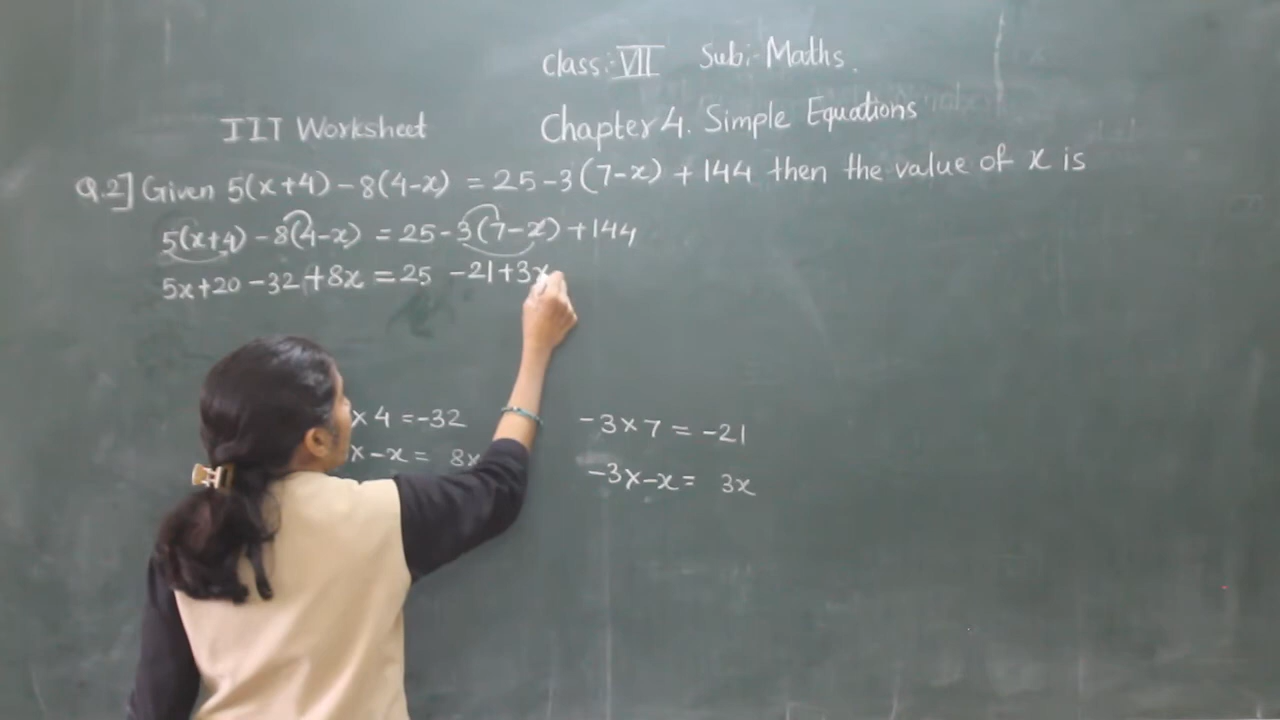 Class:- VII Sub:- Maths.
IIT Worksheet
Chapter 4. Simple Equations
Q.2] Given 5(x+4) - 8(4-x) = 25 - 3(7-x) + 144 then the value of x is
5(x+4) - 8(4-x) = 25 - 3(7-x) + 144
5x+20 -32 +8x = 25 -21+3x
x 4 = -32
x -x = 8x
-3 x 7 = -21
-3 x -x = 3x